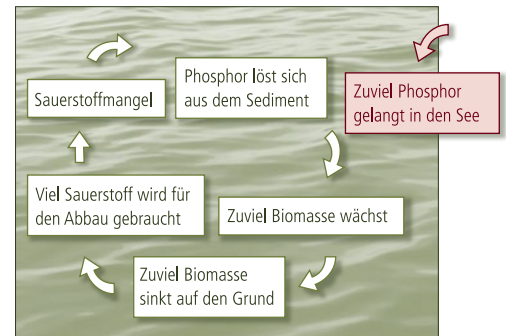 Phosphor löst sich
aus dem Sediment
Zuviel Phosphor
gelangt in den See
Sauerstoffmangel
Viel Sauerstoff wird für
den Abbau gebraucht
Zuviel Biomasse wächst
Zuviel Biomasse
sinkt auf den Grund